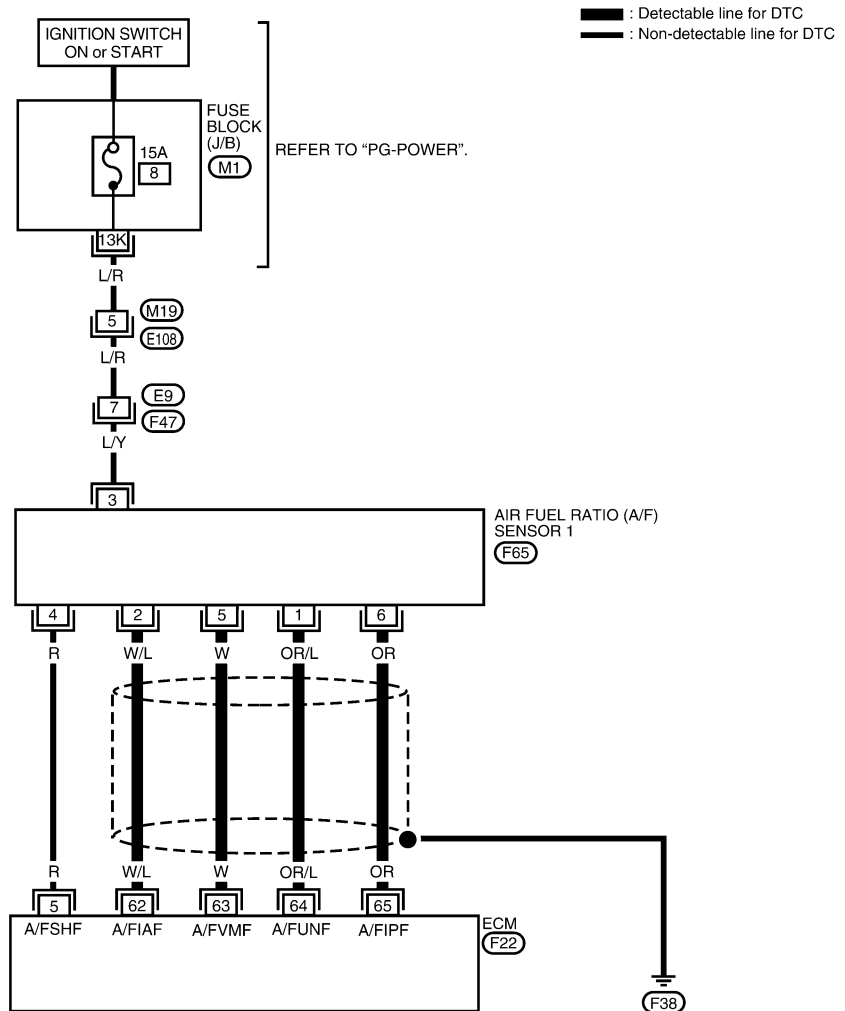 IGNITION SWITCH
ON or START
: Detectable line for DTC
: Non-detectable line for DTC
FUSE
BLOCK
(J/B)
M1
15A
8
REFER TO “PG-POWER”.
13K
L/R
5
M19
E108
L/R
7
E9
F47
L/Y
3
AIR FUEL RATIO (A/F)
SENSOR 1
F65
4 2 5 1 6
R W/L W OR/L OR
R W/L W OR/L OR
5 62 63 64 65
A/FSHF A/FIAF A/FVMF A/FUNF A/FIPF
ECM
F22
F38